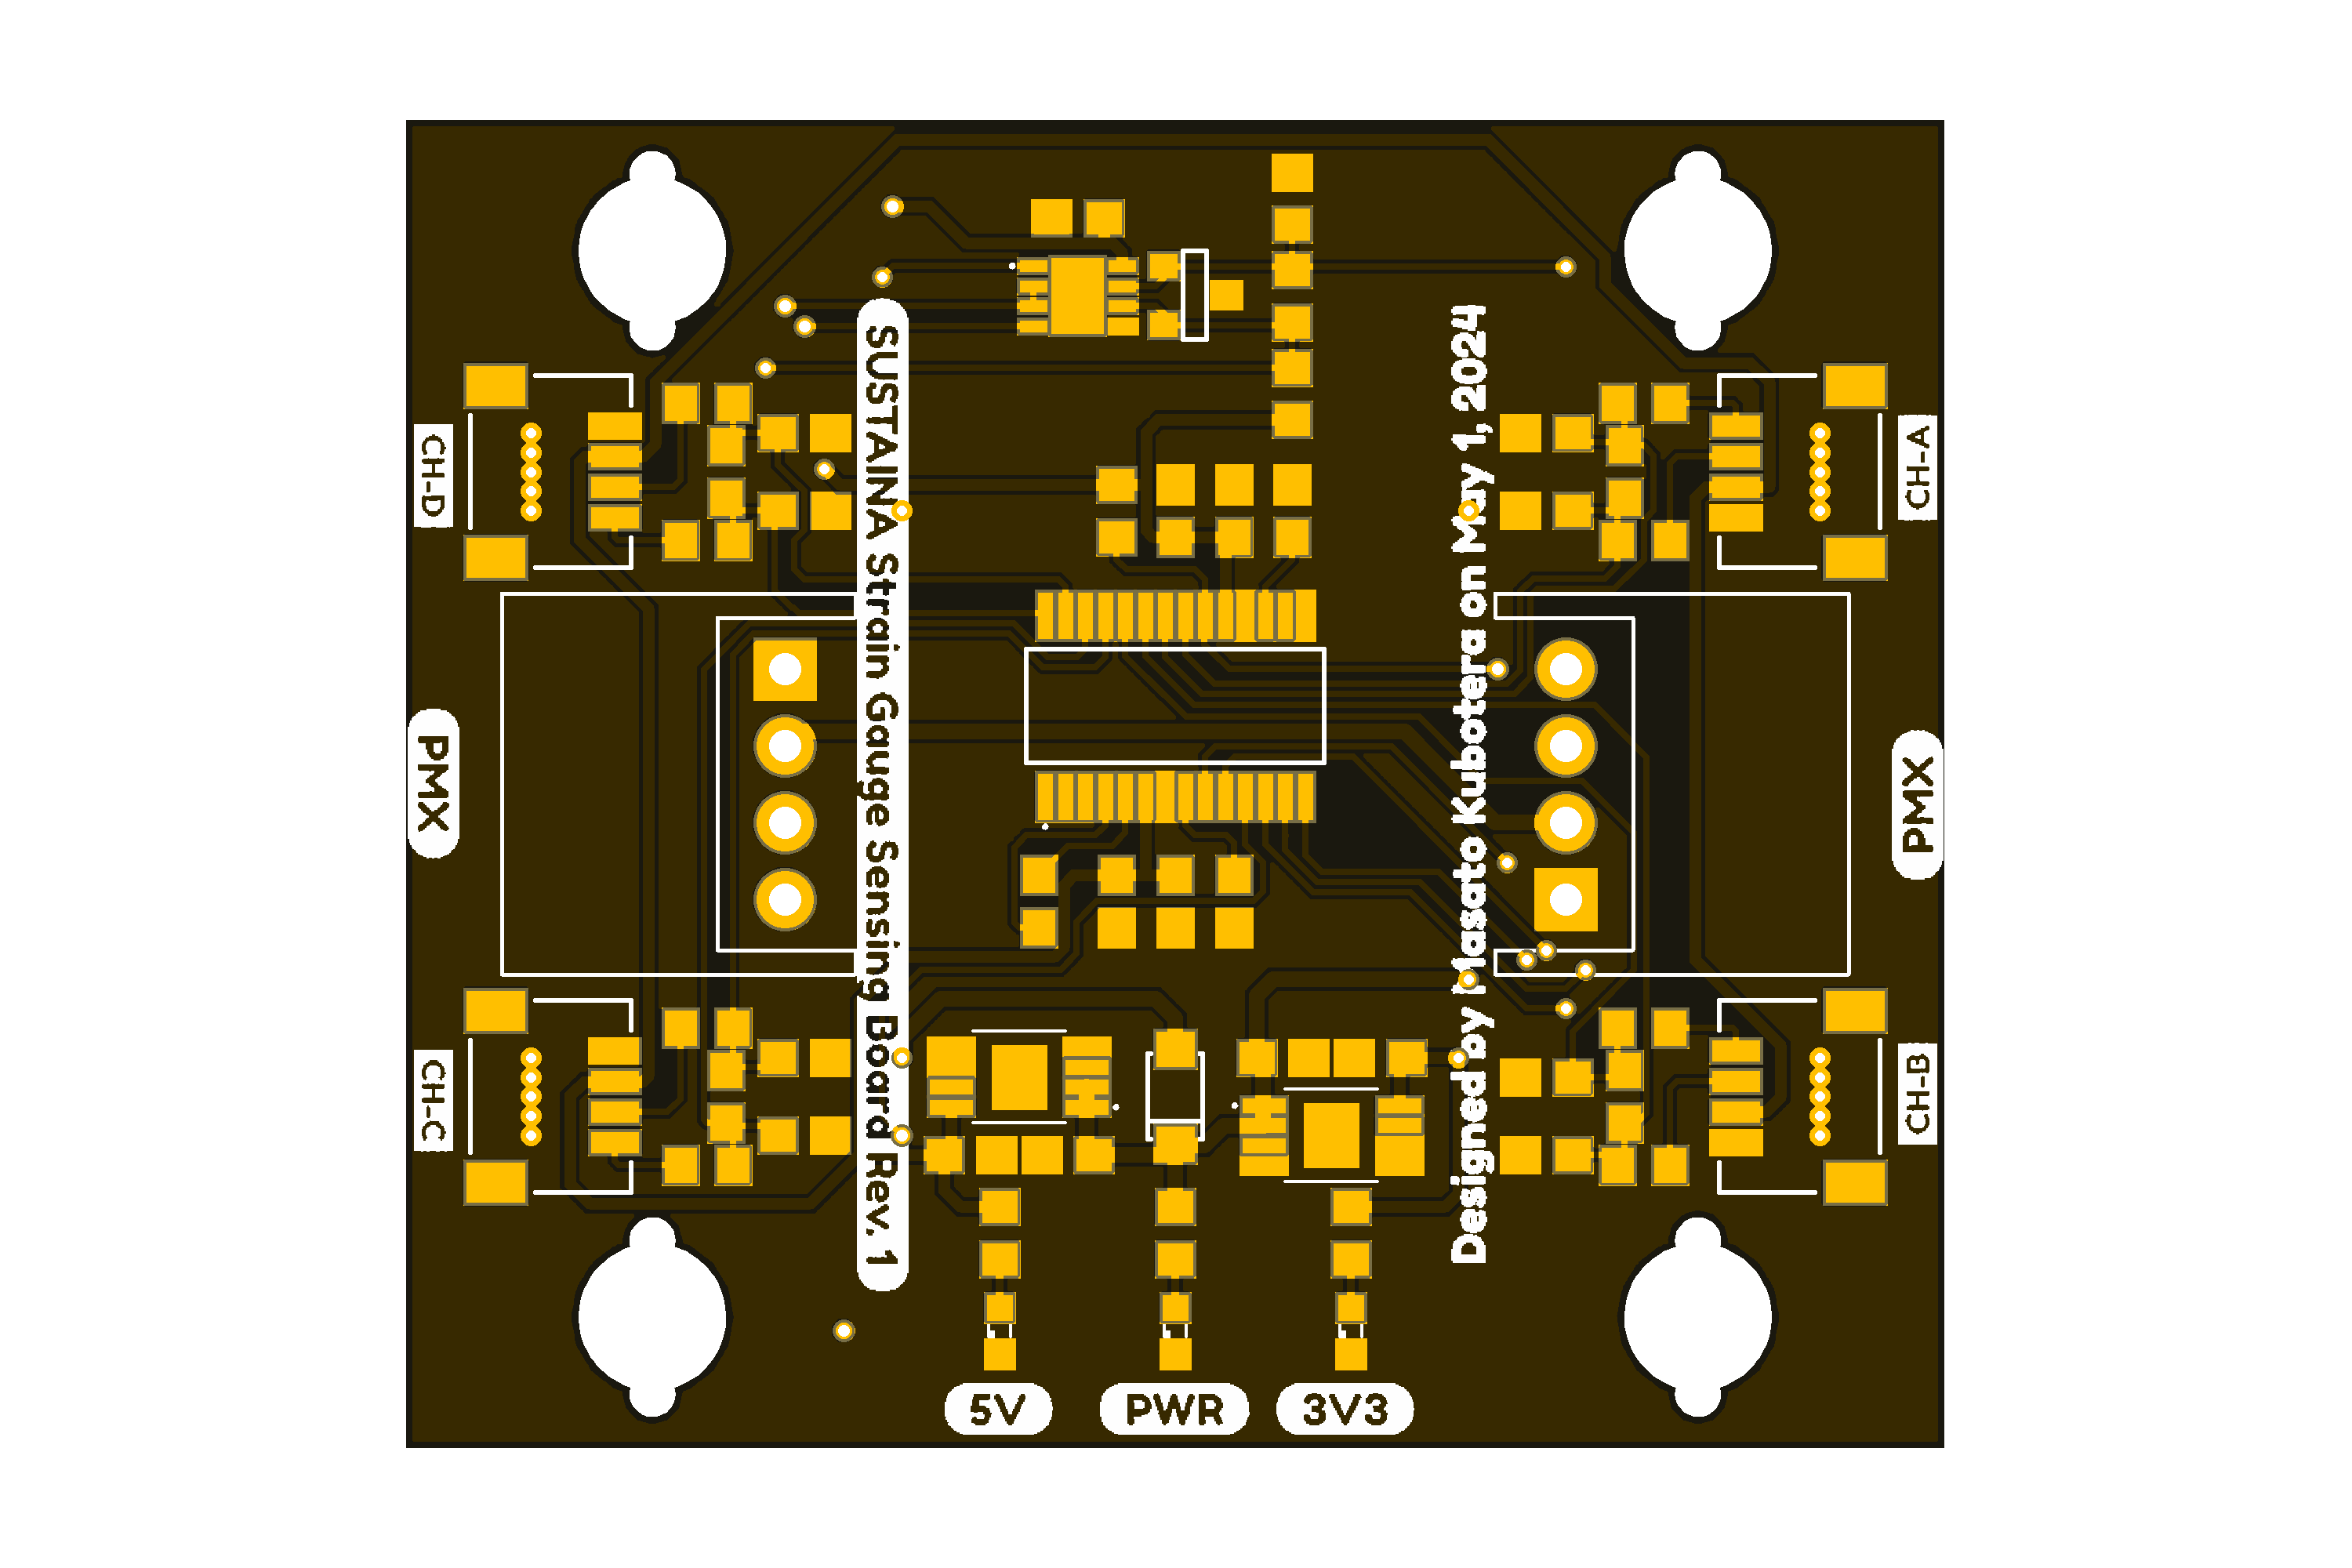 CH-D
SUSTAINA Strain Gauge Sensing Board Rev. 1
Designed by Masato Kubotera on May 1, 2024
CH-A
PMX
PMX
CH-C
CH-B
5V
PWR
3V3